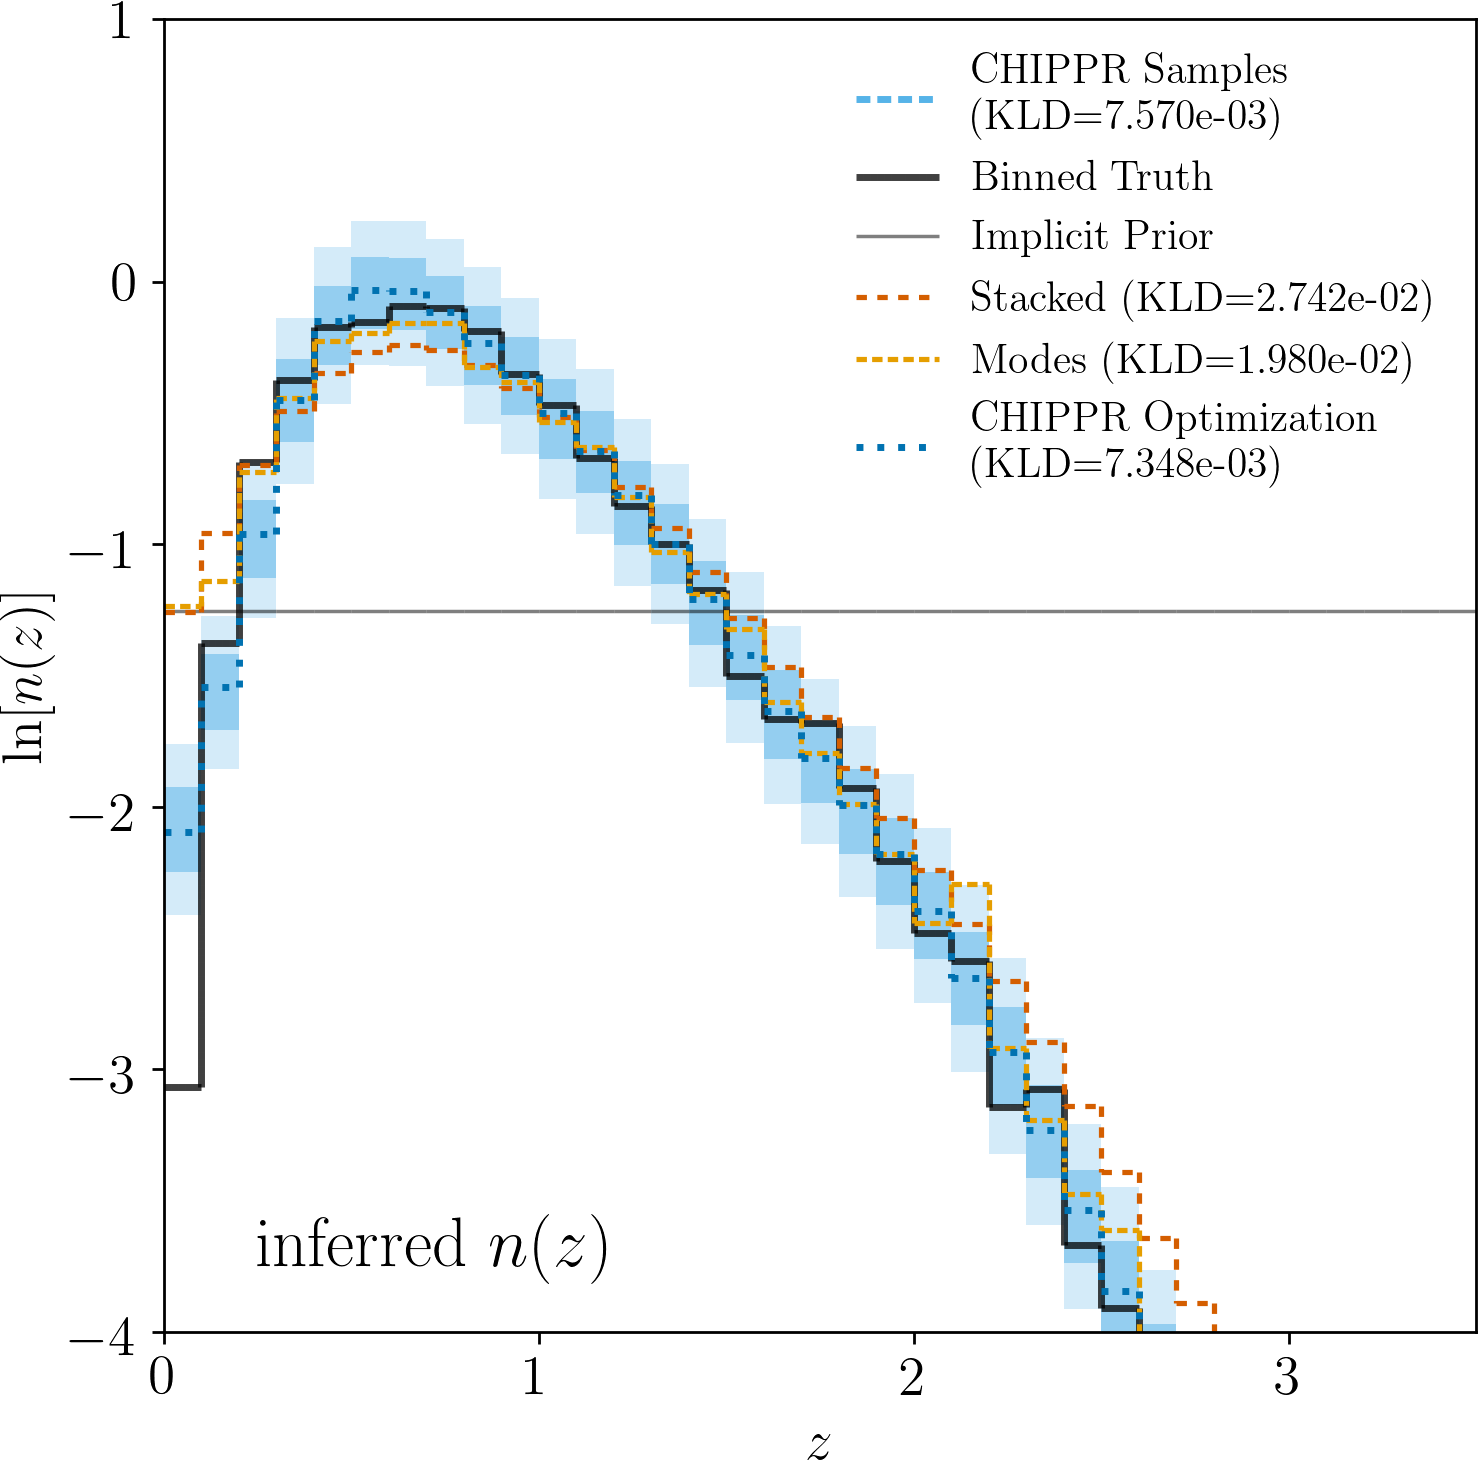 1
0
−1
−2
−3
−4
ln[n(z)]
CHIPPR Samples
(KLD=7.570e-03)
Binned Truth
Implicit Prior
Stacked (KLD=2.742e-02)
Modes (KLD=1.980e-02)
CHIPPR Optimization
(KLD=7.348e-03)
inferred n(z)
0 1 2 3
z